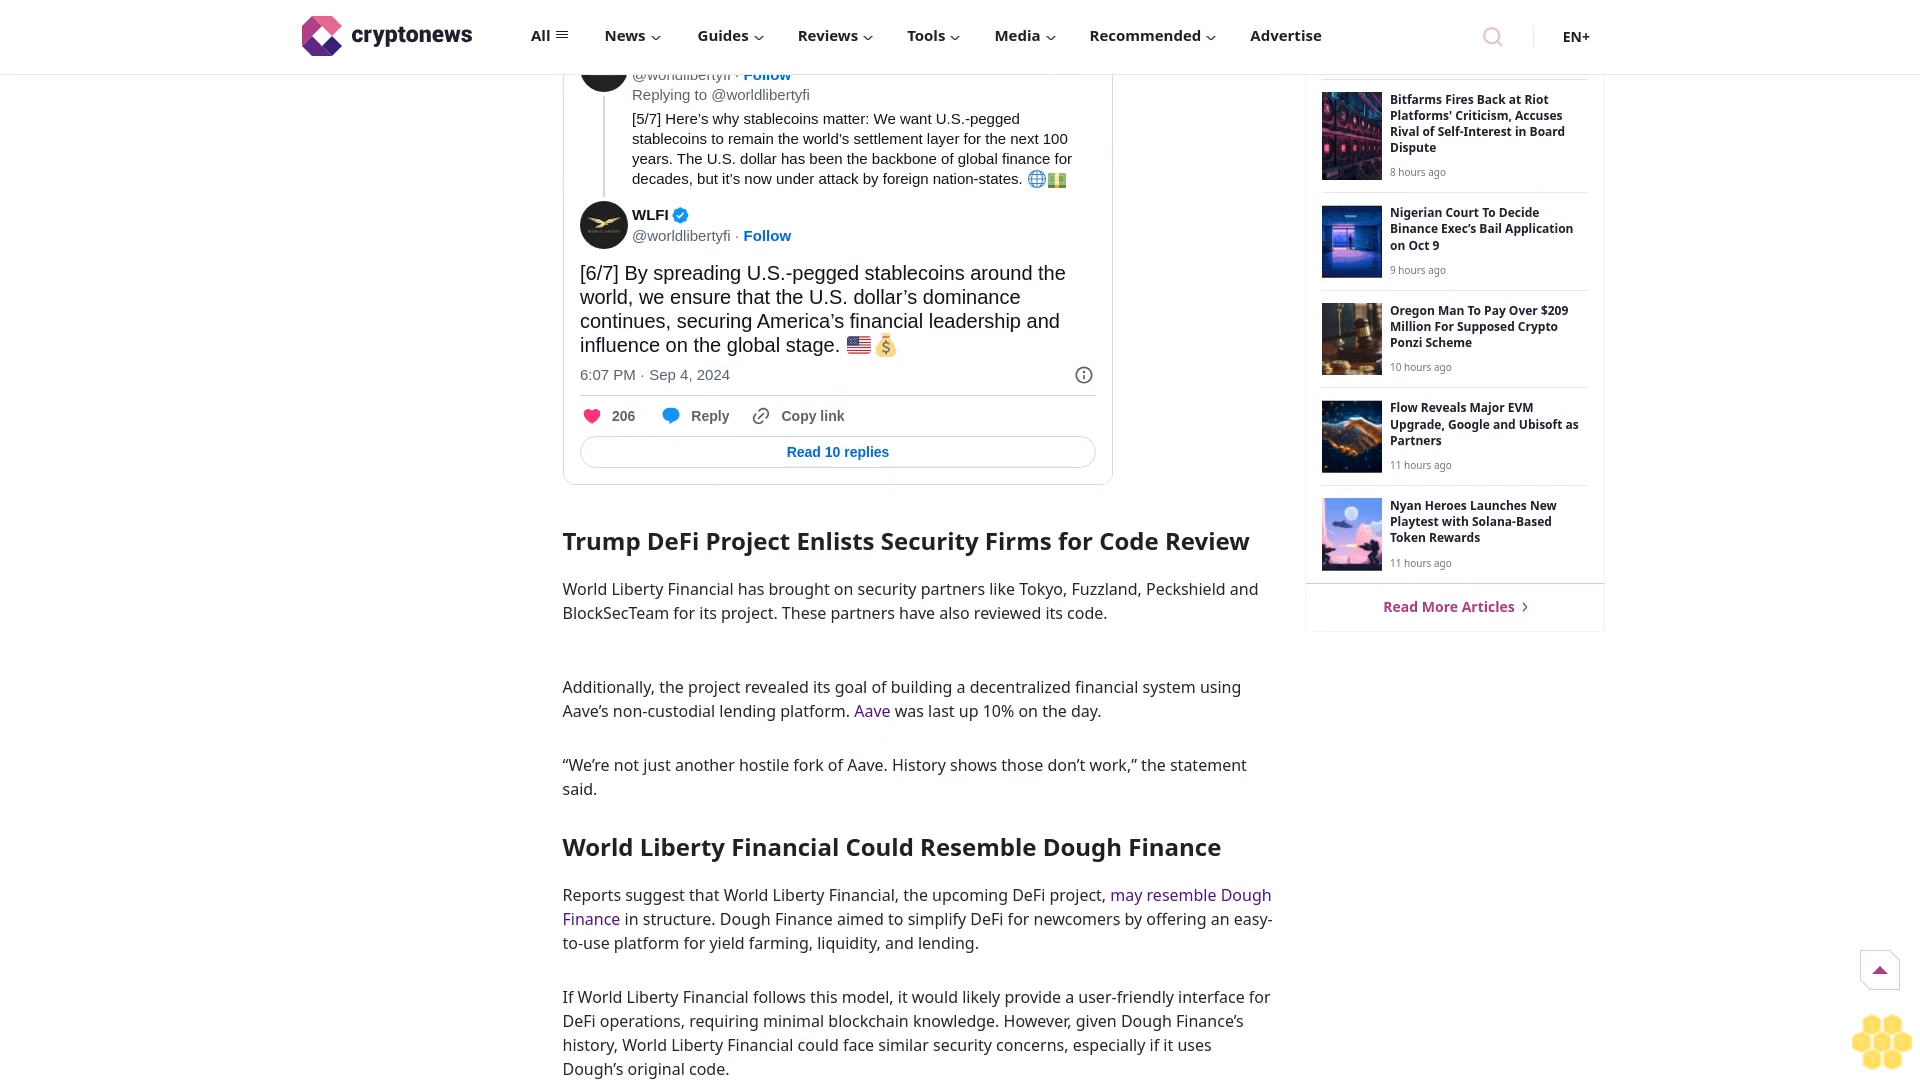 cryptonews
All
News
Guides
Reviews
Tools
Media
Recommended
Advertise
EN+
@worldlibertyfi · Follow
Replying to @worldlibertyfi
[5/7] Here’s why stablecoins matter: We want U.S.-pegged
stablecoins to remain the world’s settlement layer for the next 100
years. The U.S. dollar has been the backbone of global finance for
decades, but it’s now under attack by foreign nation-states. 🌐💵
WLFI
@worldlibertyfi · Follow
[6/7] By spreading U.S.-pegged stablecoins around the
world, we ensure that the U.S. dollar’s dominance
continues, securing America’s financial leadership and
influence on the global stage. 🇺🇸💰
6:07 PM · Sep 4, 2024
206
Reply
Copy link
Read 10 replies
Trump DeFi Project Enlists Security Firms for Code Review
World Liberty Financial has brought on security partners like Tokyo, Fuzzland, Peckshield and
BlockSecTeam for its project. These partners have also reviewed its code.
Additionally, the project revealed its goal of building a decentralized financial system using
Aave’s non-custodial lending platform. Aave was last up 10% on the day.
“We’re not just another hostile fork of Aave. History shows those don’t work,” the statement
said.
World Liberty Financial Could Resemble Dough Finance
Reports suggest that World Liberty Financial, the upcoming DeFi project, may resemble Dough
Finance in structure. Dough Finance aimed to simplify DeFi for newcomers by offering an easy-
to-use platform for yield farming, liquidity, and lending.
If World Liberty Financial follows this model, it would likely provide a user-friendly interface for
DeFi operations, requiring minimal blockchain knowledge. However, given Dough Finance’s
history, World Liberty Financial could face similar security concerns, especially if it uses
Dough’s original code.
Bitfarms Fires Back at Riot
Platforms' Criticism, Accuses
Rival of Self-Interest in Board
Dispute
8 hours ago
Nigerian Court To Decide
Binance Exec’s Bail Application
on Oct 9
9 hours ago
Oregon Man To Pay Over $209
Million For Supposed Crypto
Ponzi Scheme
10 hours ago
Flow Reveals Major EVM
Upgrade, Google and Ubisoft as
Partners
11 hours ago
Nyan Heroes Launches New
Playtest with Solana-Based
Token Rewards
11 hours ago
Read More Articles